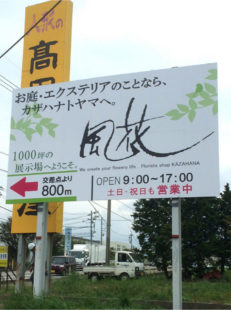 高
お庭・エクステリアのことなら、
カザハナトヤマへ。
風花
We create your flowery life . Florists shop KAZAHANA
1000坪の
展示場へようこそ。
交差点より
800m
OPEN 9:00~17:00
土日・祝日も営業中